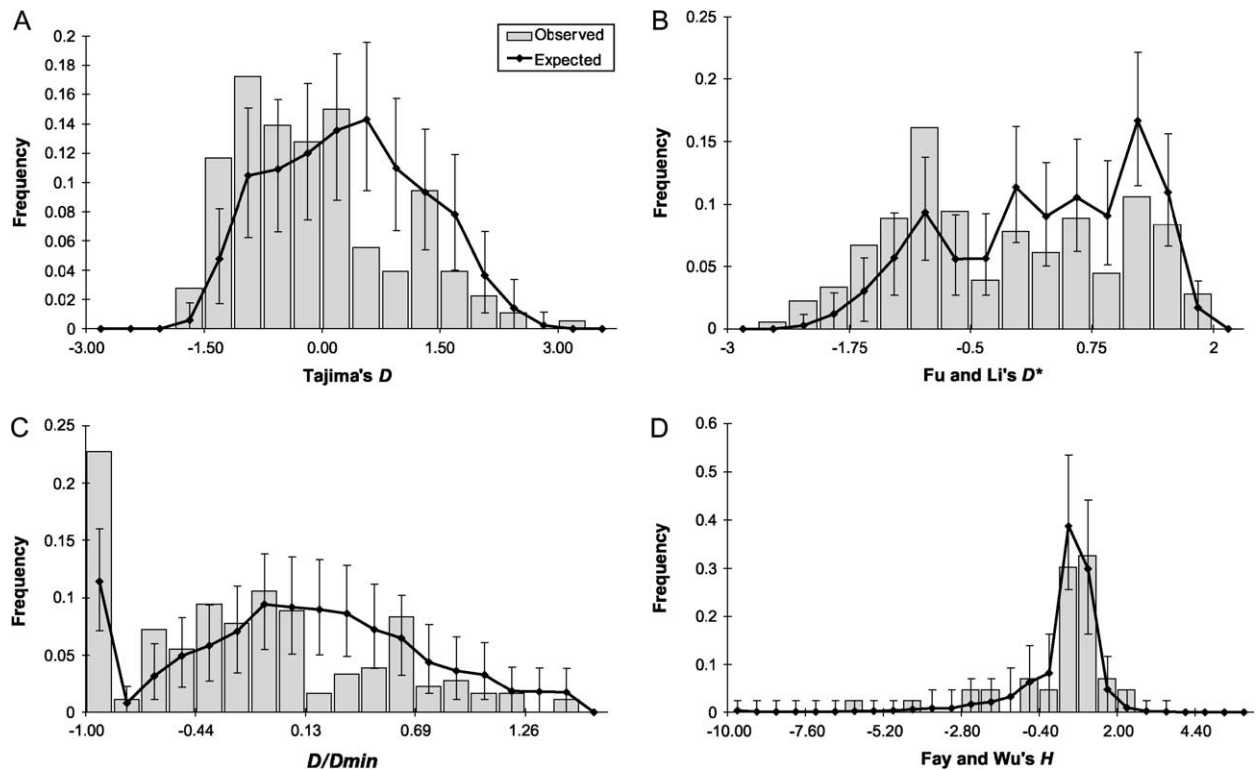 A
Observed
Expected
0.2
0.18
0.16
0.14
0.12
0.1
0.08
0.06
0.04
0.02
0
Frequency
-3.00 -1.50 0.00 1.50 3.00
Tajima's D
B
0.25
0.2
0.15
0.1
0.05
0
Frequency
-3 -1.75 -0.5 0.75 2
Fu and Li's D*
C
0.25
0.2
0.15
0.1
0.05
0
Frequency
-1.00 -0.44 0.13 0.69 1.26
D/Dmin
D
0.6
0.5
0.4
0.3
0.2
0.1
0
Frequency
-10.00 -7.60 -5.20 -2.80 -0.40 2.00 4.40
Fay and Wu's H